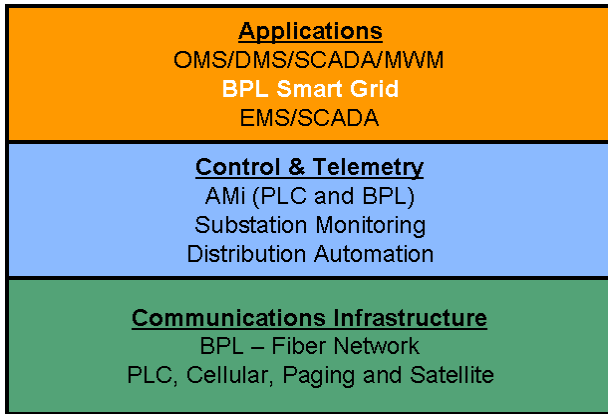 Applications
OMS/DMS/SCADA/MWM
BPL Smart Grid
EMS/SCADA
Control & Telemetry
AMi (PLC and BPL)
Substation Monitoring
Distribution Automation
Communications Infrastructure
BPL – Fiber Network
PLC, Cellular, Paging and Satellite